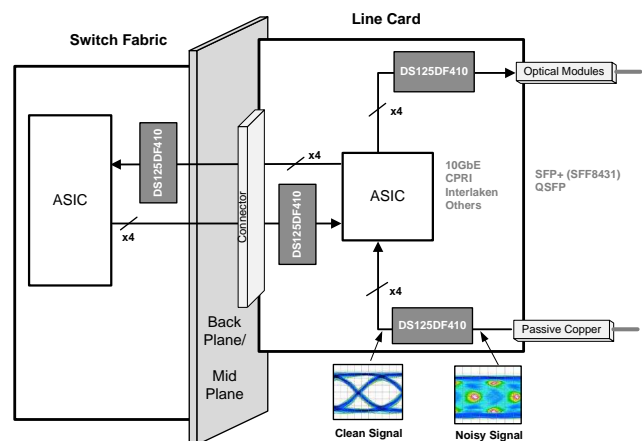 Line Card
Switch Fabric
DS125DF410
Optical Modules
x4
DS125DF410
x4
ASIC
ASIC
10GbE
CPRI
Interlaken
Others
SFP+ (SFF8431)
QSFP
DS125DF410
Connector
x4
x4
DS125DF410
Passive Copper
Back
Plane/
Mid
Plane
Clean Signal
Noisy Signal